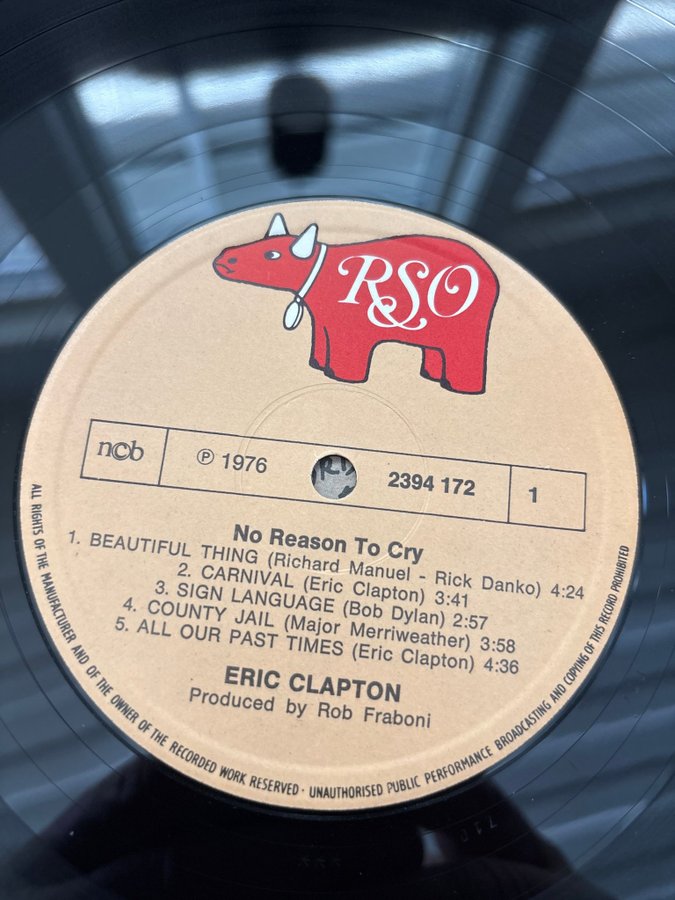 RSO
ncb
℗ 1976
2394 172
1
No Reason To Cry
1. BEAUTIFUL THING (Richard Manuel - Rick Danko) 4:24
2. CARNIVAL (Eric Clapton) 3:41
3. SIGN LANGUAGE (Bob Dylan) 2:57
4. COUNTY JAIL (Major Merriweather) 3:58
5. ALL OUR PAST TIMES (Eric Clapton) 4:36
ERIC CLAPTON
Produced by Rob Fraboni
ALL RIGHTS OF THE MANUFACTURER AND OF THE OWNER OF THE RECORDED WORK RESERVED · UNAUTHORISED PUBLIC PERFORMANCE BROADCASTING AND COPYING OF THIS RECORD PROHIBITED